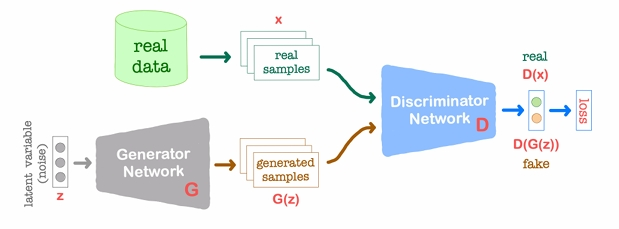 real
data
x
real
samples
latent variable
(noise)
z
Generator
Network
G
generated
samples
G(z)
Discriminator
Network
D
real
D(x)
D(G(z))
fake
loss